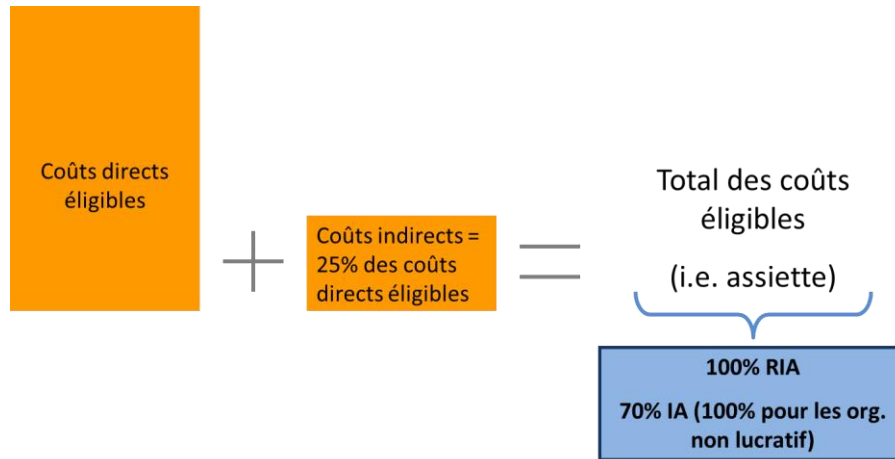 Coûts directs
éligibles
Coûts indirects =
25% des coûts
directs éligibles
Total des coûts
éligibles
(i.e. assiette)
100% RIA
70% IA (100% pour les org.
non lucratif)